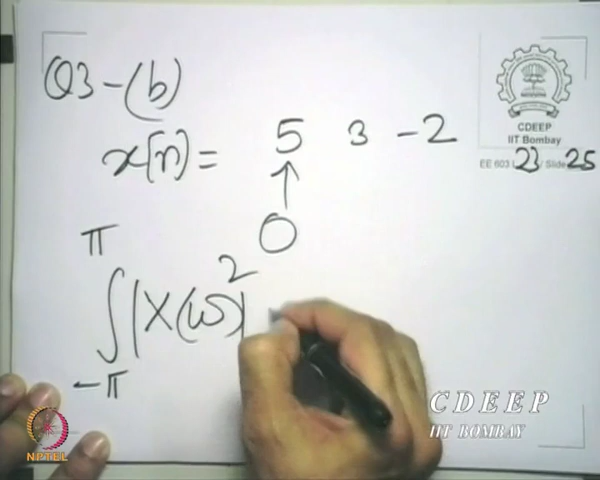 Q3-(b)
x[n] = 5 3 -2
↑
0
π
∫ |X(ω)|²
-π
CDEEP
IIT Bombay
EE 603 L 23 / Slide 25
CDEEP
IIT BOMBAY
NPTEL